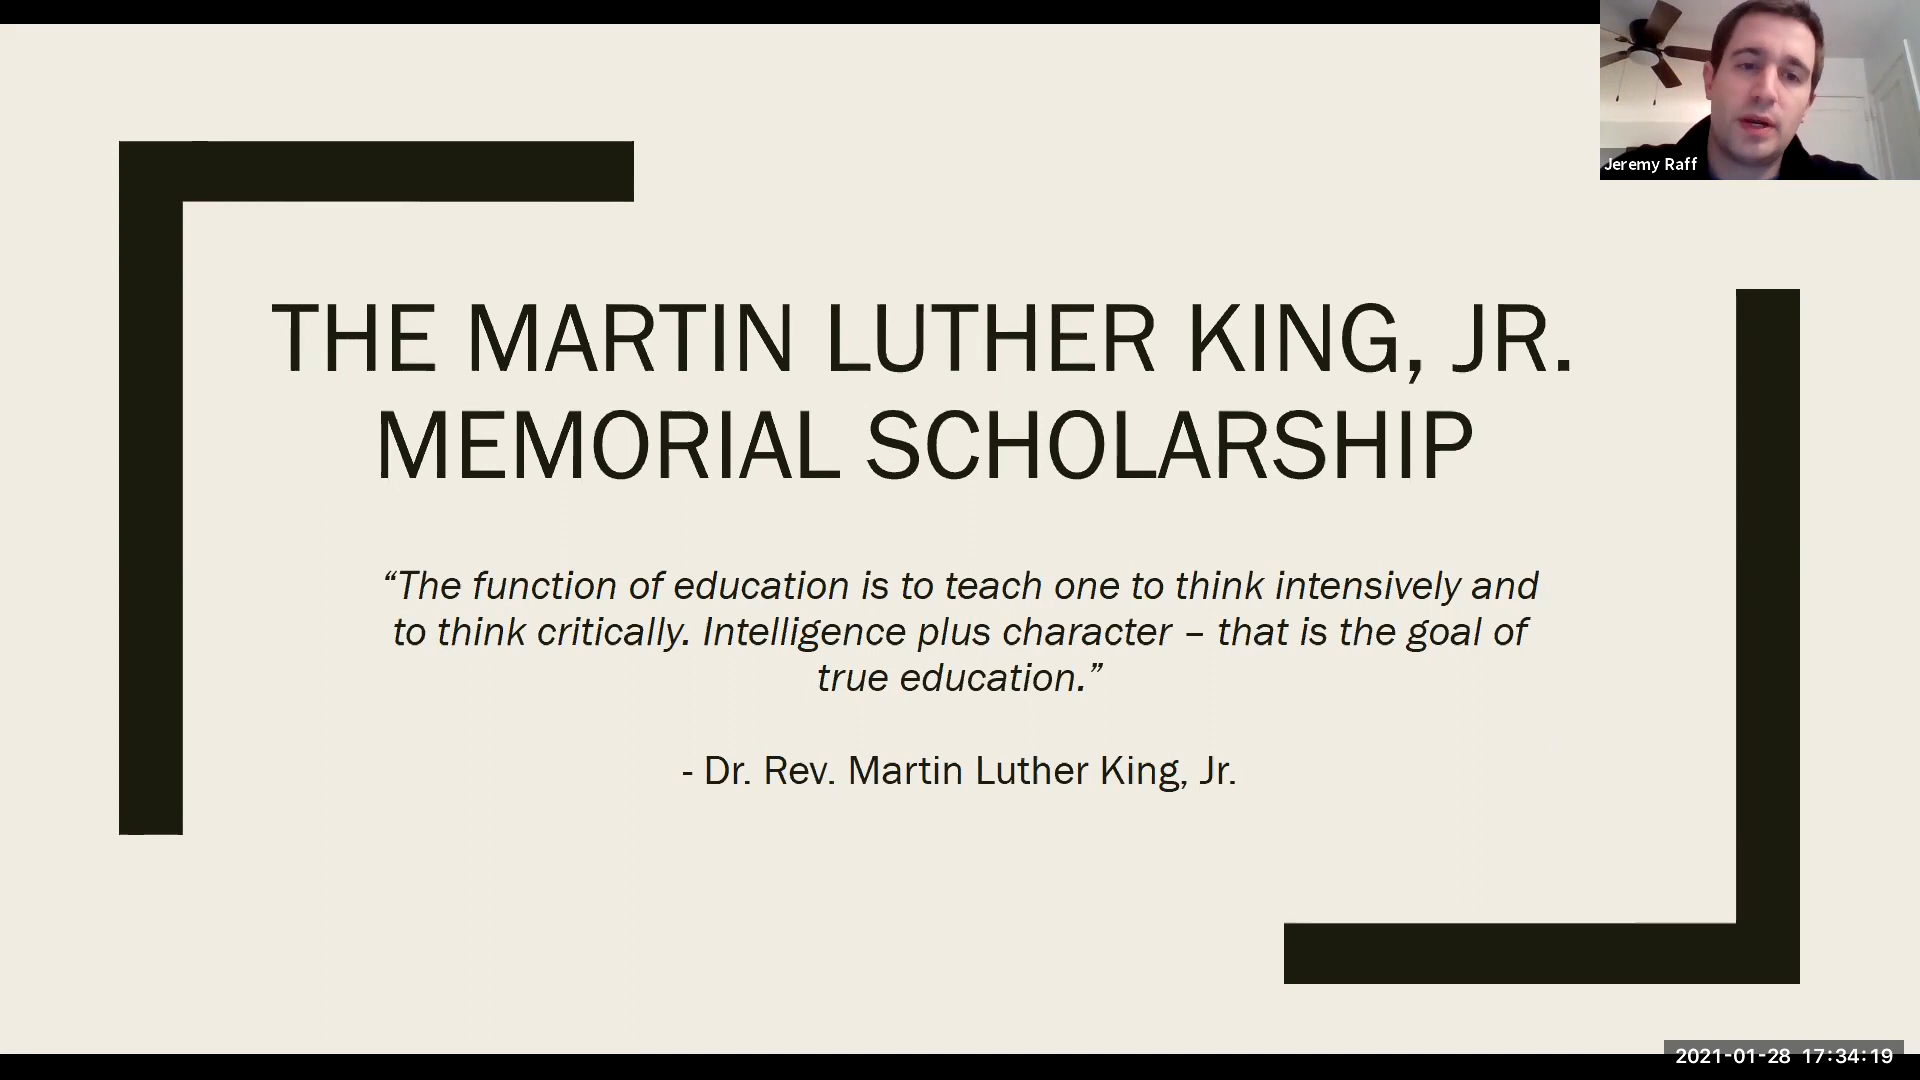 Jeremy Raff
THE MARTIN LUTHER KING, JR.
MEMORIAL SCHOLARSHIP
“The function of education is to teach one to think intensively and
to think critically. Intelligence plus character – that is the goal of
true education.”
- Dr. Rev. Martin Luther King, Jr.
2021-01-28 17:34:19